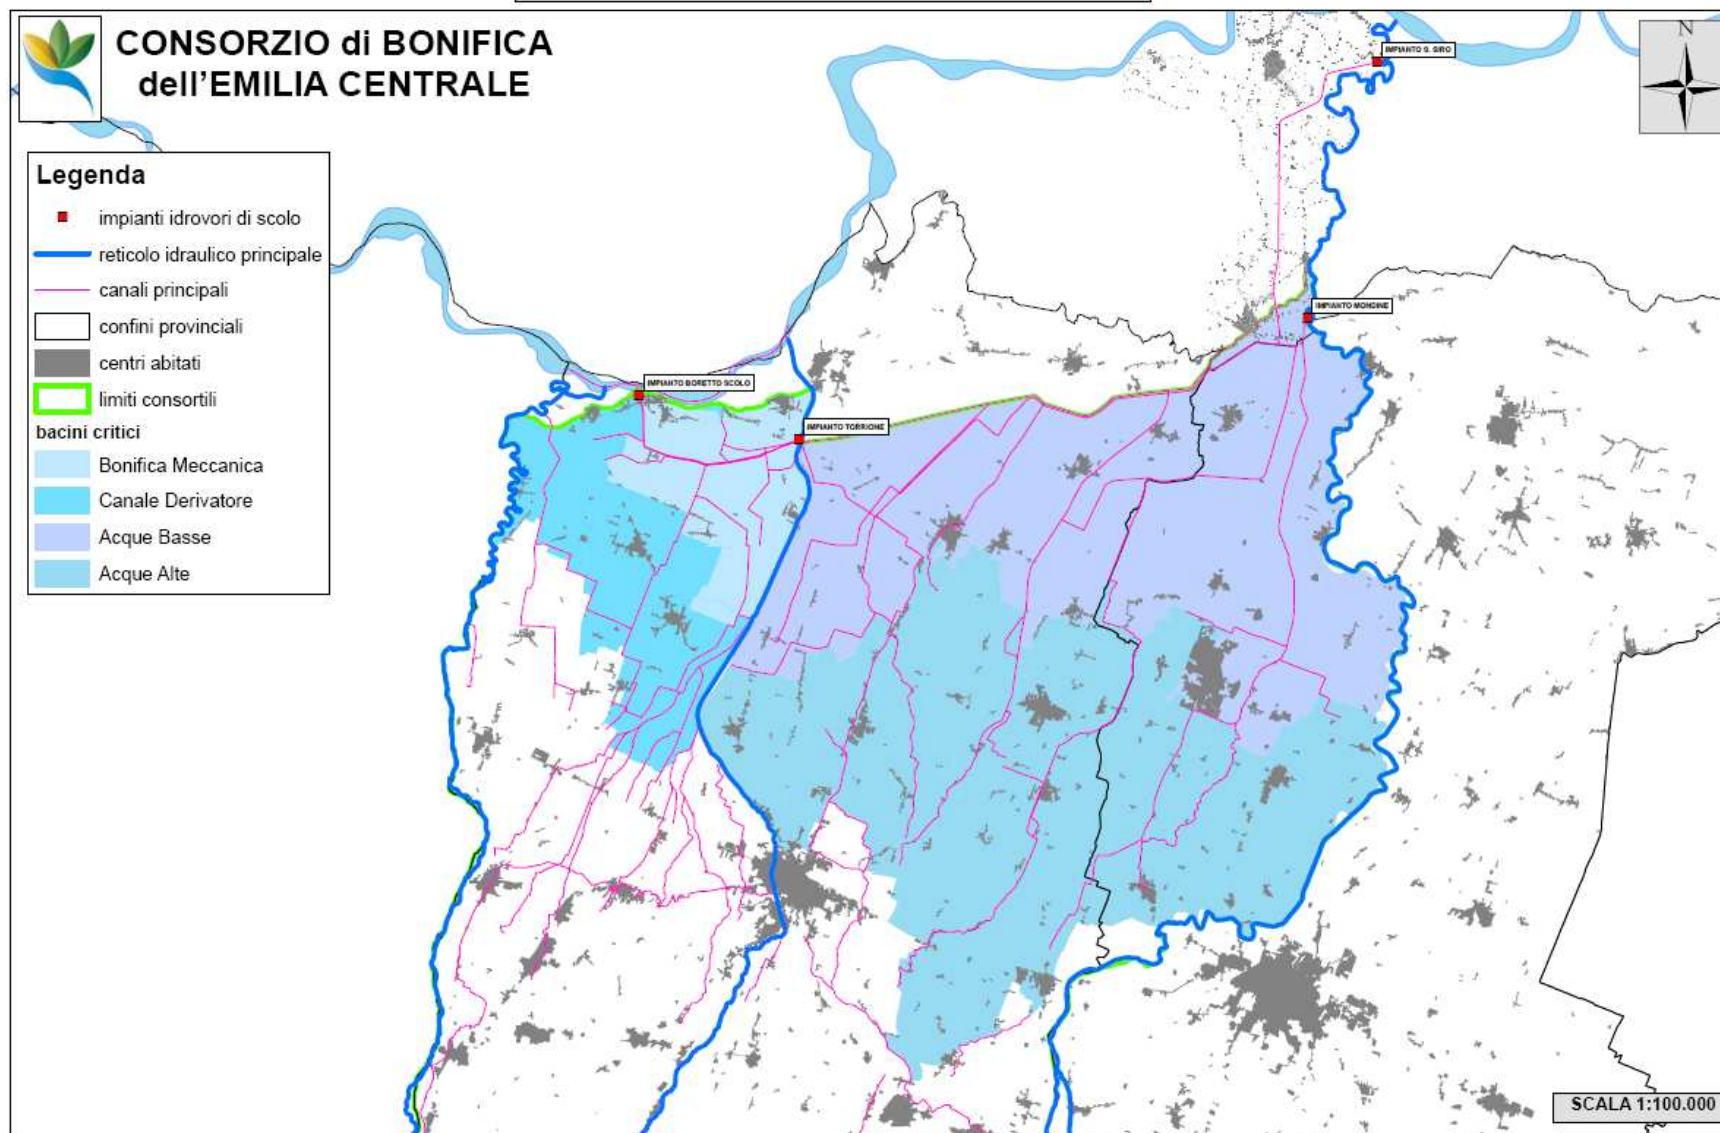 CONSORZIO di BONIFICA
dell'EMILIA CENTRALE
IMPIANTO S. SIRO
N
Legenda
impianti idrovori di scolo
reticolo idraulico principale
canali principali
confini provinciali
centri abitati
limiti consortili
bacini critici
Bonifica Meccanica
Canale Derivatore
Acque Basse
Acque Alte
IMPIANTO MONDINE
IMPIANTO BORETTO SCOLO
IMPIANTO TORRIONE
SCALA 1:100.000